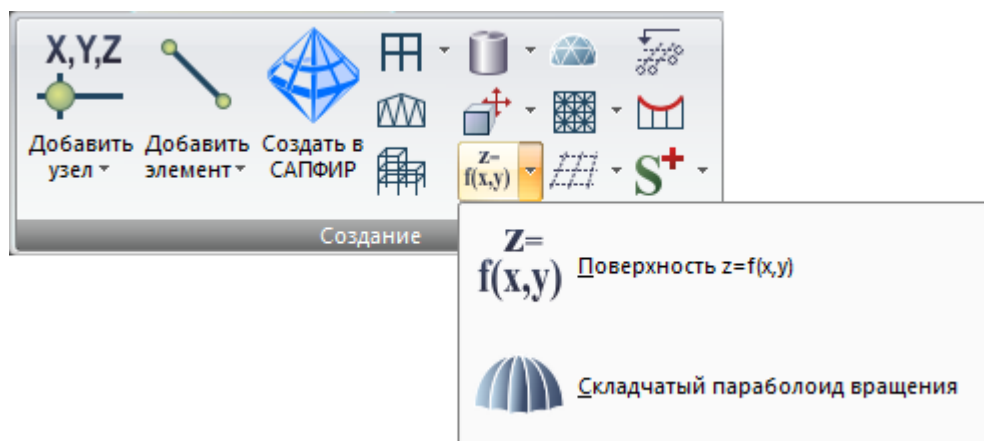 X,Y,Z
Добавить узел
Добавить элемент
Создать в САПФИР
z=
f(x,y)
S+
Создание
z=
f(x,y)
Поверхность z=f(x,y)
Складчатый параболоид вращения